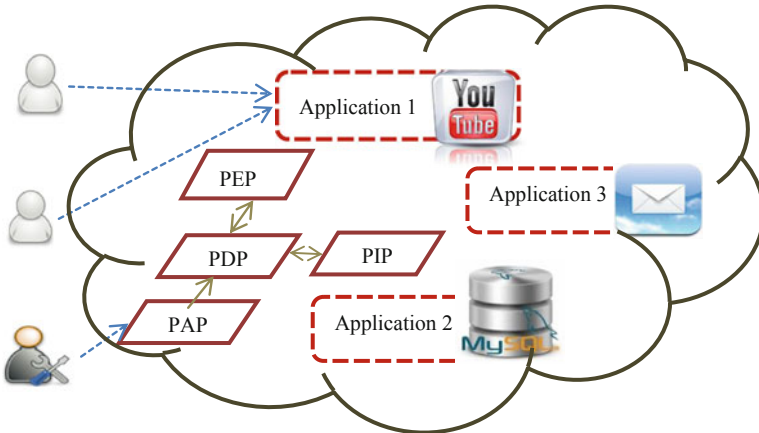 Application 1
You
Tube
PEP
Application 3
PDP
PIP
PAP
Application 2
MySQL